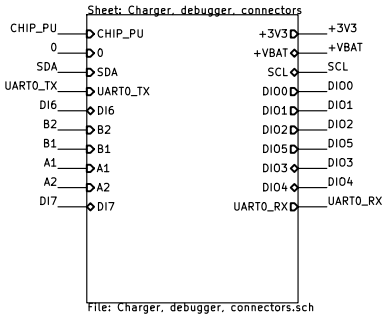 Sheet: Charger, debugger, connectors
CHIP_PU CHIP_PU +3V3 +3V3
0 0 +VBAT +VBAT
SDA SDA SCL SCL
UART0_TX UART0_TX DIO0 DIO0
DI6 DI6 DIO1 DIO1
B2 B2 DIO2 DIO2
B1 B1 DIO5 DIO5
A1 A1 DIO3 DIO3
A2 A2 DIO4 DIO4
DI7 DI7 UART0_RX UART0_RX
File: Charger, debugger, connectors.sch